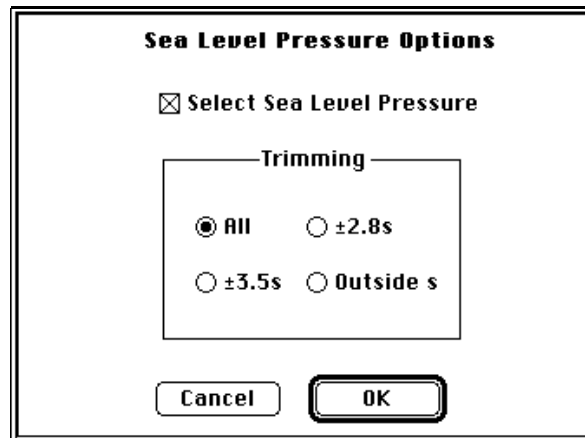 Sea Level Pressure Options
Select Sea Level Pressure
Trimming
All ±2.8s
±3.5s Outside s
Cancel OK